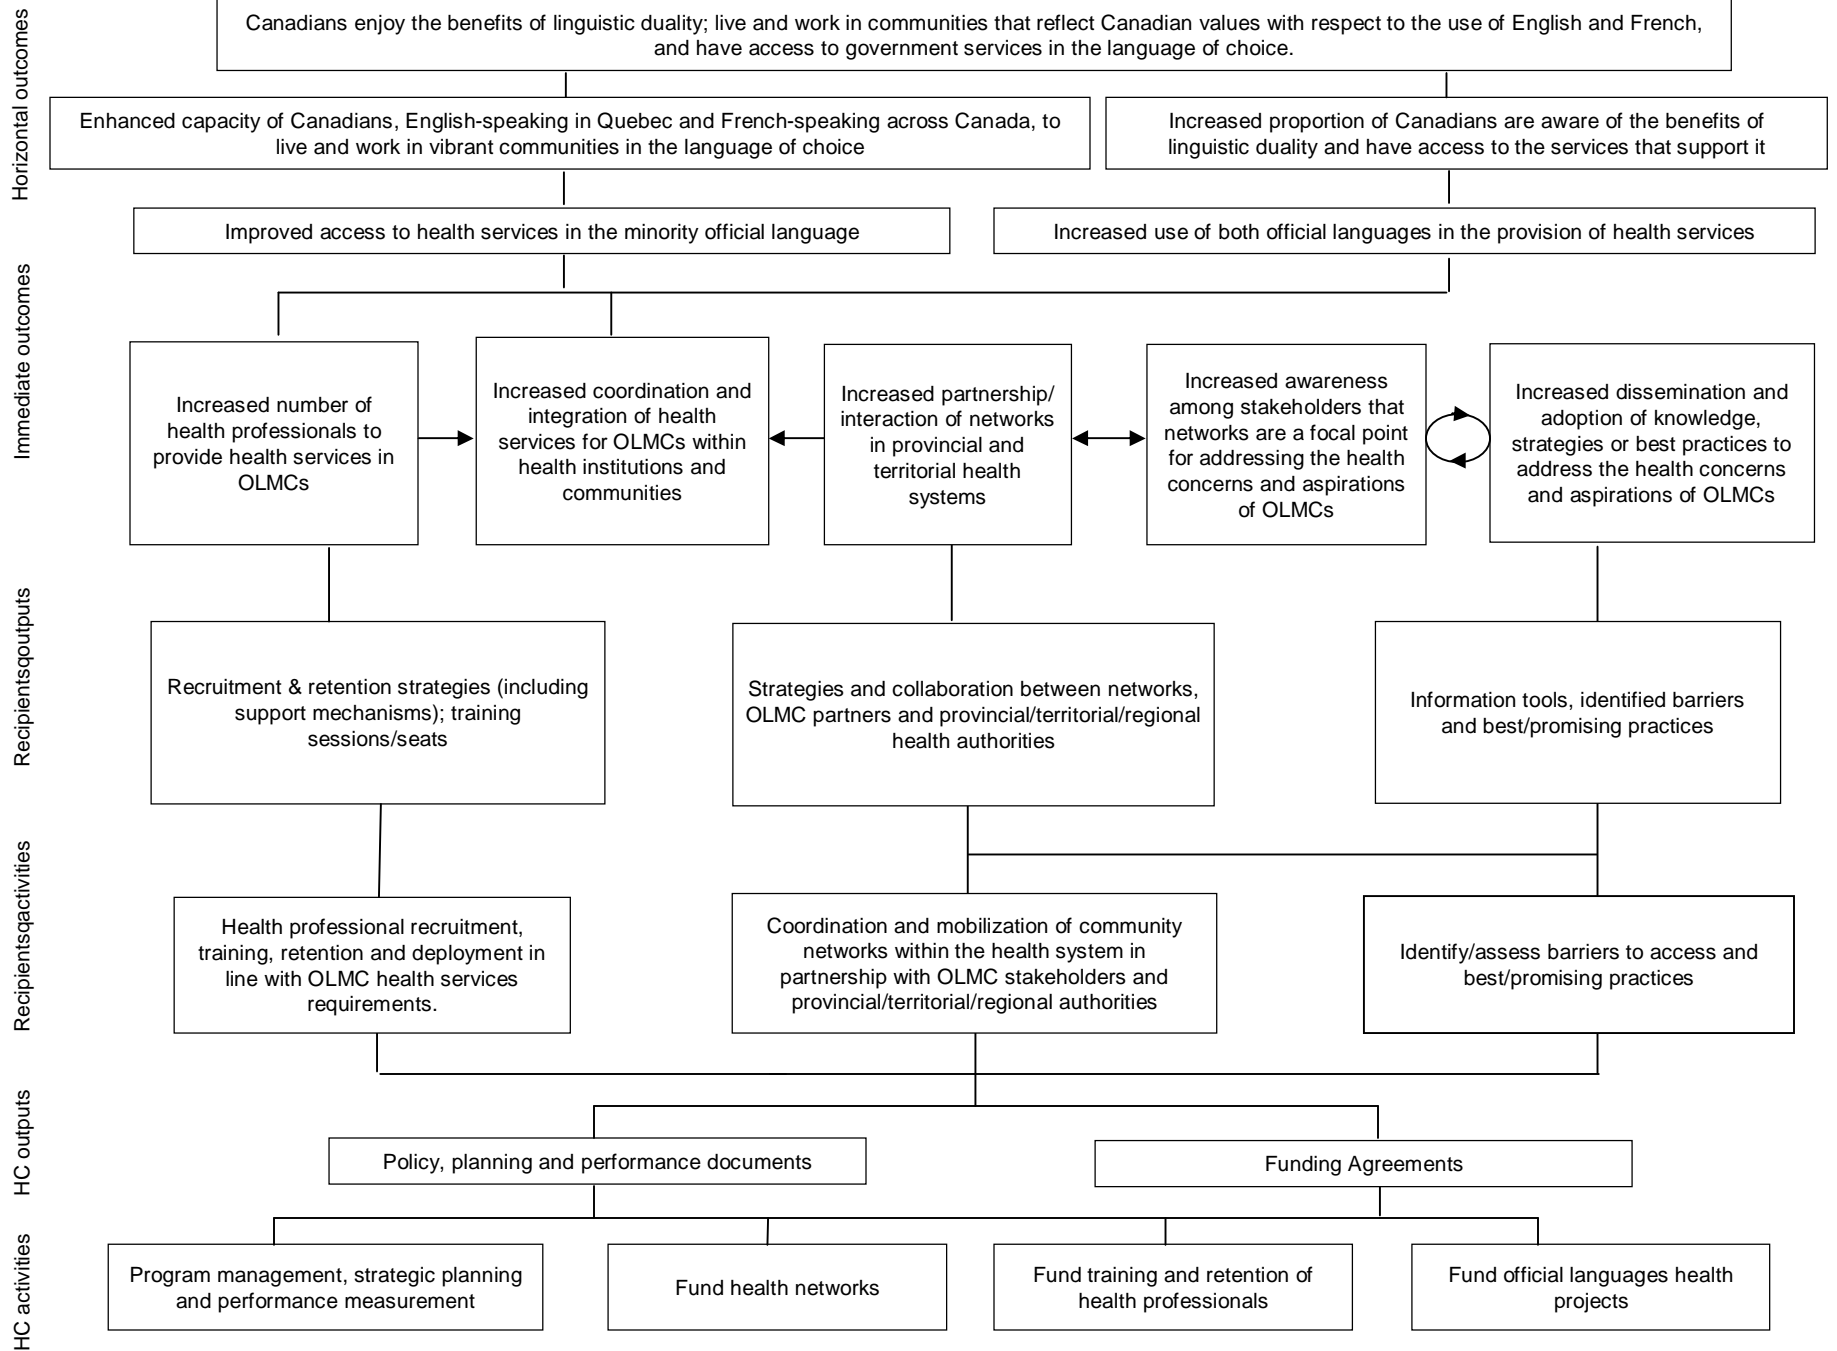 Horizontal outcomes
Canadians enjoy the benefits of linguistic duality; live and work in communities that reflect Canadian values with respect to the use of English and French,
and have access to government services in the language of choice.
Enhanced capacity of Canadians, English-speaking in Quebec and French-speaking across Canada, to
live and work in vibrant communities in the language of choice
Increased proportion of Canadians are aware of the benefits of
linguistic duality and have access to the services that support it
Improved access to health services in the minority official language
Increased use of both official languages in the provision of health services
Immediate outcomes
Increased number of
health professionals to
provide health services in
OLMCs
Increased coordination and
integration of health
services for OLMCs within
health institutions and
communities
Increased partnership/
interaction of networks
in provincial and
territorial health
systems
Increased awareness
among stakeholders that
networks are a focal point
for addressing the health
concerns and aspirations
of OLMCs
Increased dissemination and
adoption of knowledge,
strategies or best practices to
address the health concerns
and aspirations of OLMCs
Recipientsqoutputs
Recruitment & retention strategies (including
support mechanisms); training
sessions/seats
Strategies and collaboration between networks,
OLMC partners and provincial/territorial/regional
health authorities
Information tools, identified barriers
and best/promising practices
Recipientsqactivities
Health professional recruitment,
training, retention and deployment in
line with OLMC health services
requirements.
Coordination and mobilization of community
networks within the health system in
partnership with OLMC stakeholders and
provincial/territorial/regional authorities
Identify/assess barriers to access and
best/promising practices
HC outputs
Policy, planning and performance documents
Funding Agreements
HC activities
Program management, strategic planning
and performance measurement
Fund health networks
Fund training and retention of
health professionals
Fund official languages health
projects